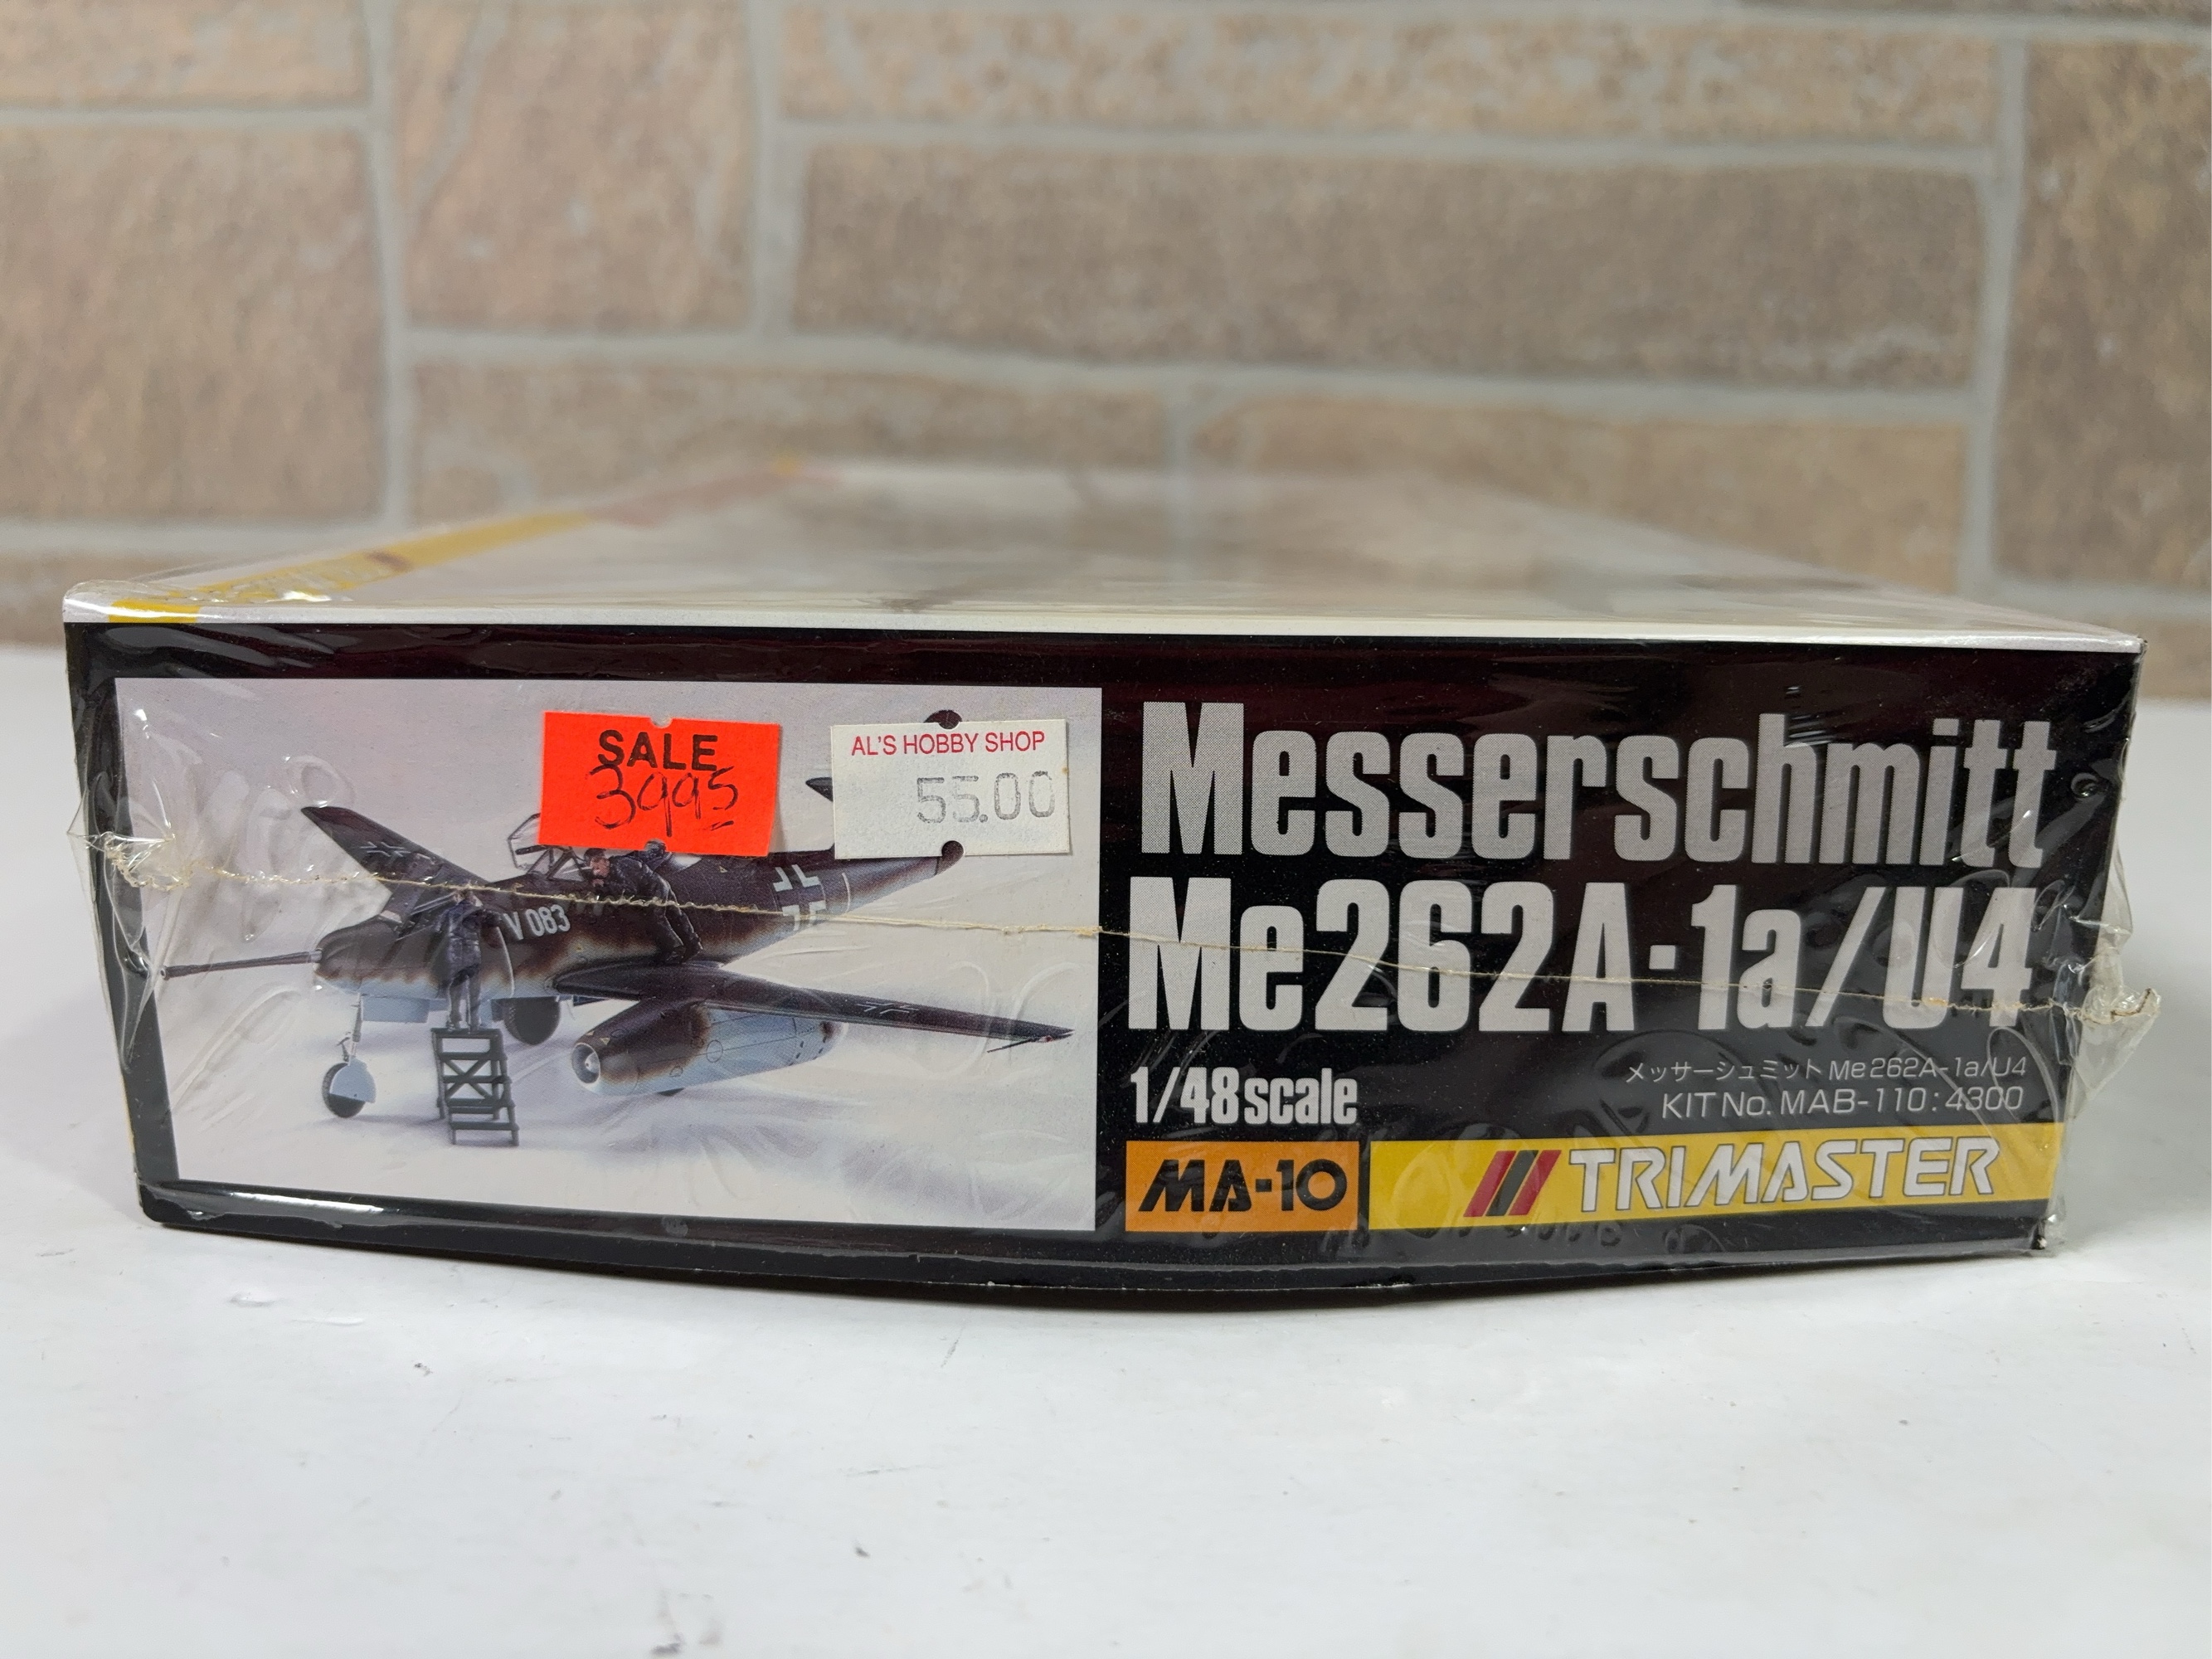 SALE
3995
AL'S HOBBY SHOP
55.00
V 083
Messerschmitt
Me262A-1a/U4
1/48scale
メッサーシュミット Me262A-1a/U4
KIT No. MAB-110:4300
MA-10
TRIMASTER